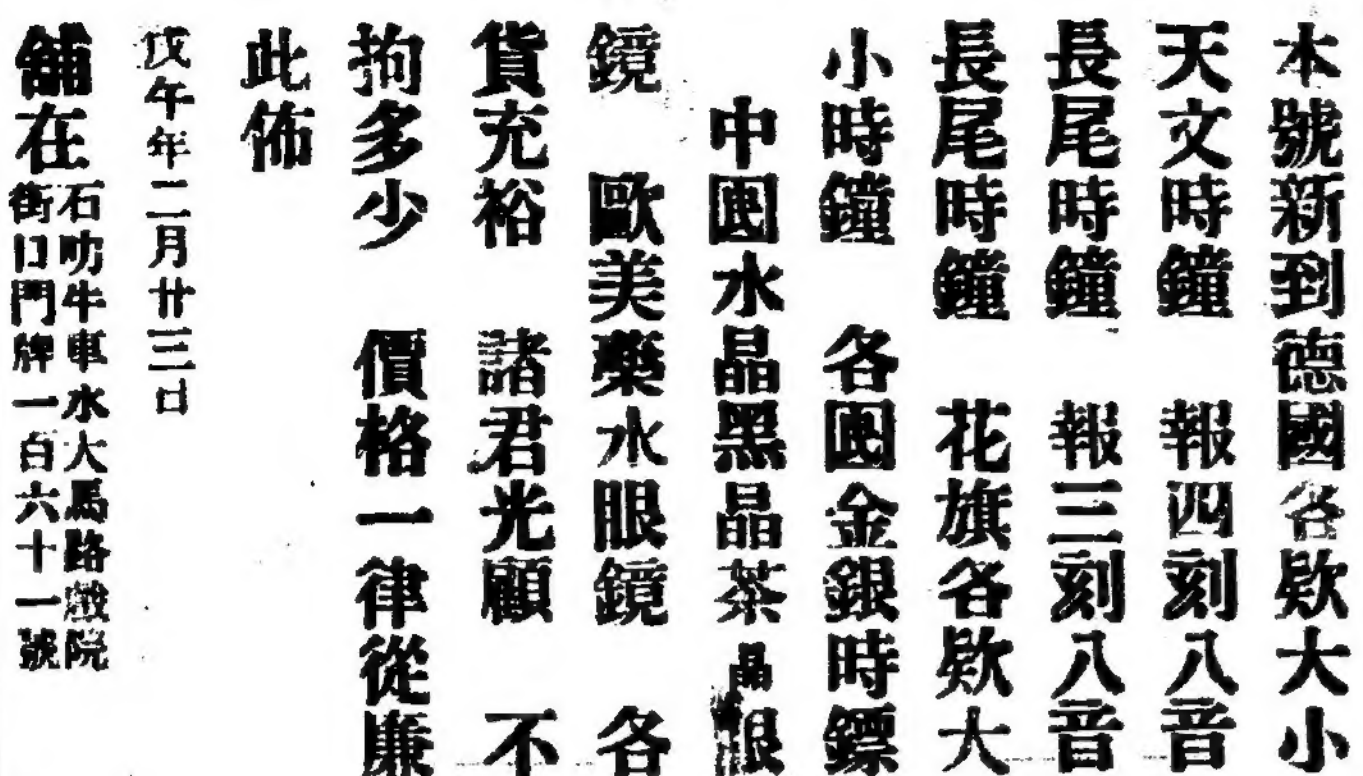 本號新到德國各欵大小
天文時鐘　報四刻八音
長尾時鐘　報三刻八音
長尾時鐘　花旗各欵大
小時鐘　各國金銀時鏢
中國水晶黑晶茶晶眼
鏡　歐美藥水眼鏡　各
貨充裕　諸君光顧　不
拘多少　價格一律從廉
此佈
戊午年二月廿三日
舖在
石叻牛車水大馬路戲院
街口門牌一百六十一號